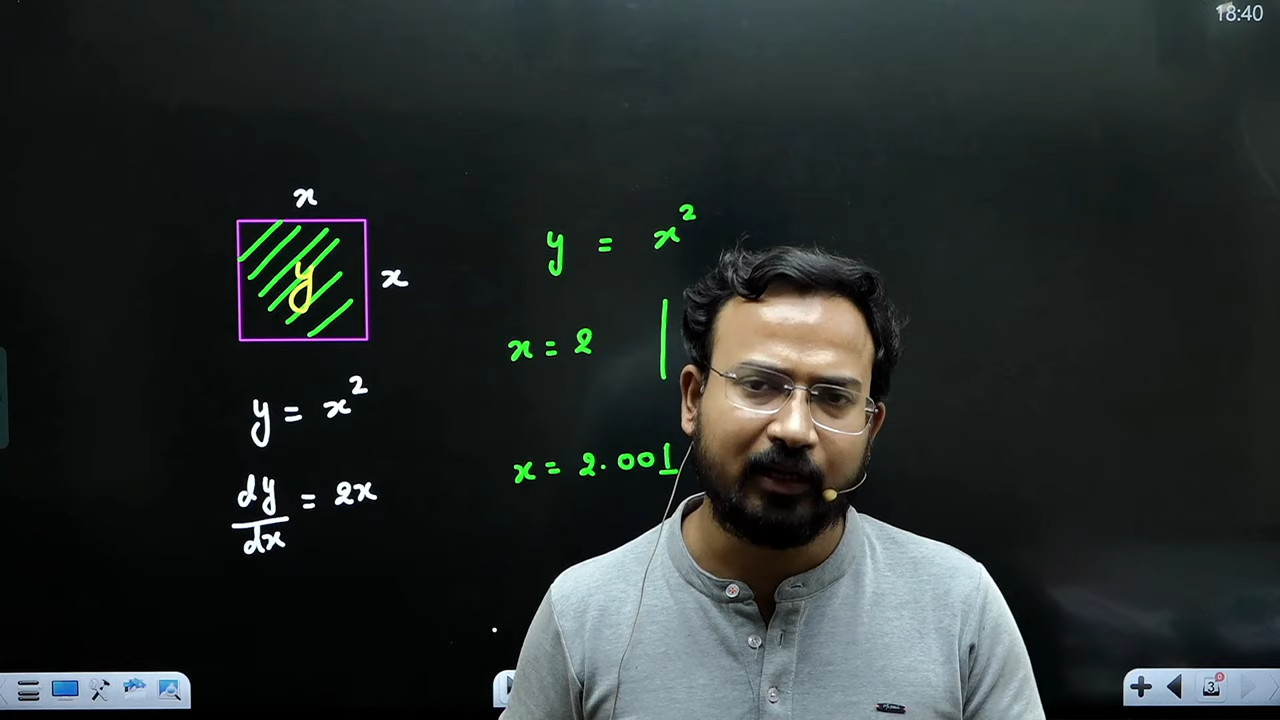 18:40
x
y
x
y = x²
dy/dx = 2x
y = x²
x = 2
x = 2.001
3